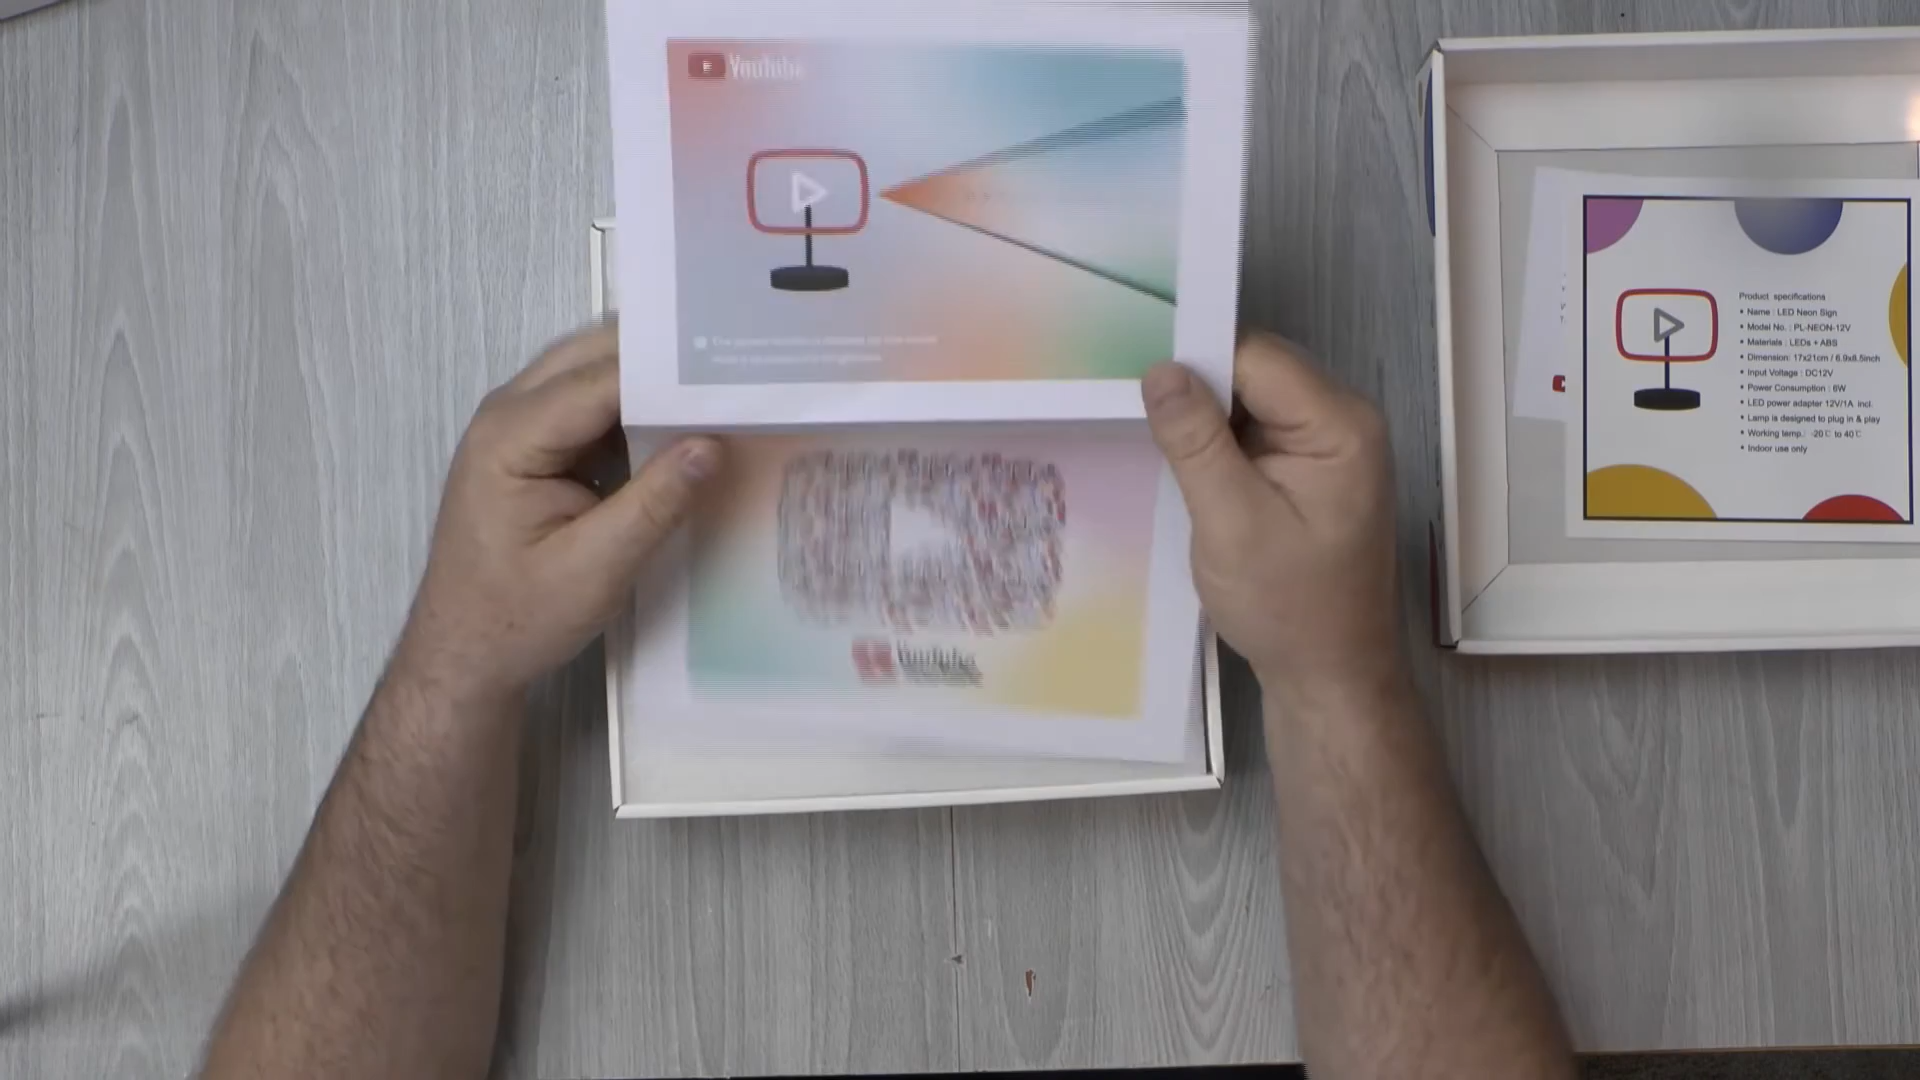 YouTube
YouTube
Product specifications
• Name : LED Neon Sign
• Model No. : PL-NEON-12V
• Materials : LEDs + ABS
• Dimension: 17x21cm / 6.9x8.5inch
• Input Voltage : DC12V
• Power Consumption : 6W
• LED power adapter 12V/1A incl.
• Lamp is designed to plug in & play
• Working temp.: -20℃ to 40℃
• Indoor use only